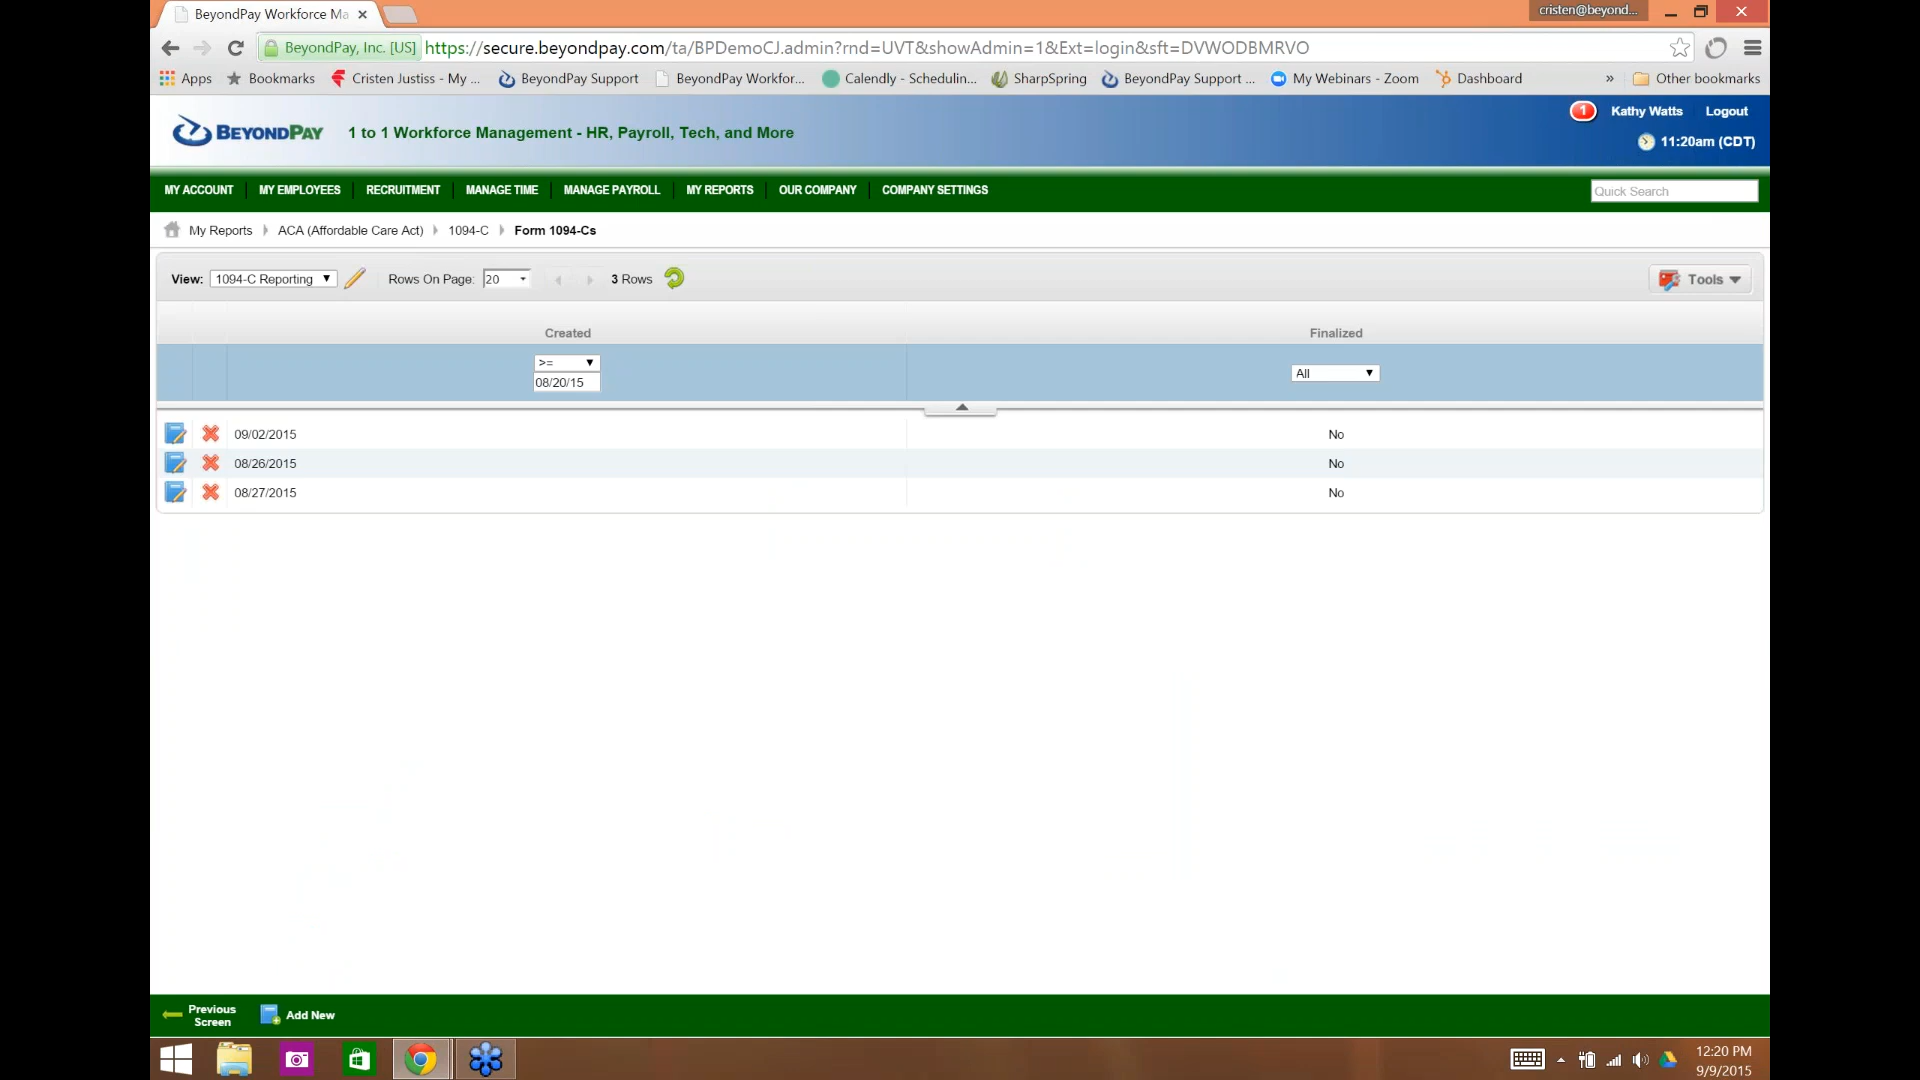 BeyondPay Workforce Ma
cristen@beyond...
BeyondPay, Inc. [US] https://secure.beyondpay.com/ta/BPDemoCJ.admin?rnd=UVT&showAdmin=1&Ext=login&sft=DVWODBMRVO
Apps Bookmarks Cristen Justiss - My ... BeyondPay Support BeyondPay Workfor... Calendly - Schedulin... SharpSpring BeyondPay Support ... My Webinars - Zoom Dashboard » Other bookmarks
1 Kathy Watts Logout
BEYONDPAY 1 to 1 Workforce Management - HR, Payroll, Tech, and More
11:20am (CDT)
MY ACCOUNT MY EMPLOYEES RECRUITMENT MANAGE TIME MANAGE PAYROLL MY REPORTS OUR COMPANY COMPANY SETTINGS Quick Search
My Reports ACA (Affordable Care Act) 1094-C Form 1094-Cs
View: 1094-C Reporting Rows On Page: 20 3 Rows Tools
Created Finalized
>=
08/20/15 All
09/02/2015 No
08/26/2015 No
08/27/2015 No
Previous
Screen
Add New
12:20 PM
9/9/2015